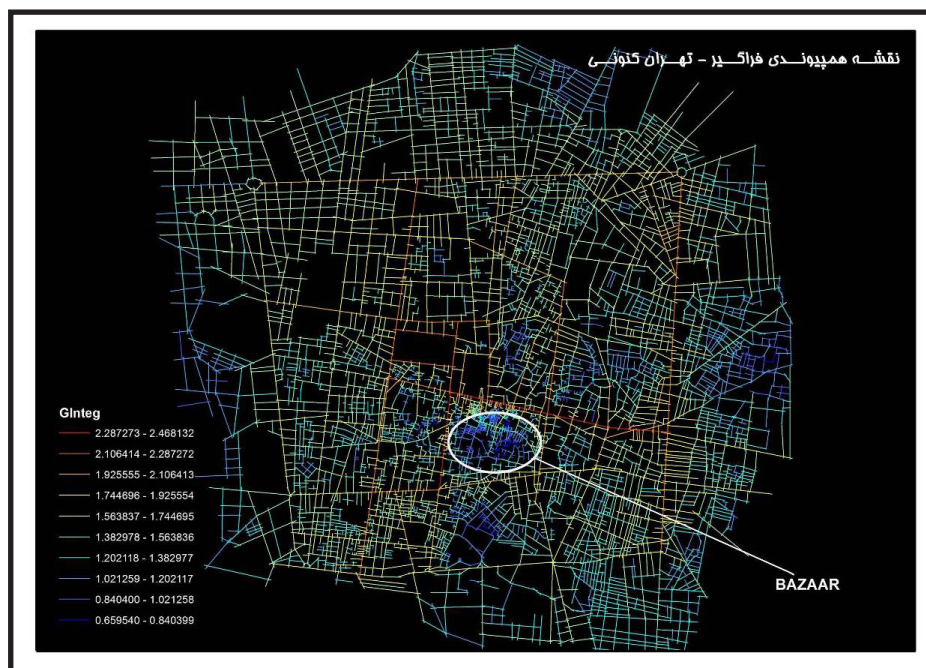 نقشه همپیوندی فراگیر - تهران کنونی
GInteg
2.287273 - 2.468132
2.106414 - 2.287272
1.925555 - 2.106413
1.744696 - 1.925554
1.563837 - 1.744695
1.382978 - 1.563836
1.202118 - 1.382977
1.021259 - 1.202117
0.840400 - 1.021258
0.659540 - 0.840399
BAZAAR